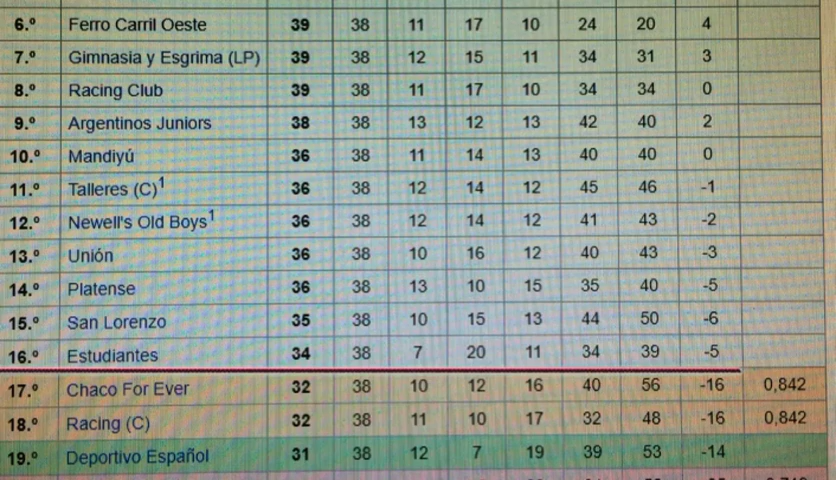 6.º Ferro Carril Oeste 39 38 11 17 10 24 20 4
7.º Gimnasia y Esgrima (LP) 39 38 12 15 11 34 31 3
8.º Racing Club 39 38 11 17 10 34 34 0
9.º Argentinos Juniors 38 38 13 12 13 42 40 2
10.º Mandiyú 36 38 11 14 13 40 40 0
11.º Talleres (C)1 36 38 12 14 12 45 46 -1
12.º Newell's Old Boys1 36 38 12 14 12 41 43 -2
13.º Unión 36 38 10 16 12 40 43 -3
14.º Platense 36 38 13 10 15 35 40 -5
15.º San Lorenzo 35 38 10 15 13 44 50 -6
16.º Estudiantes 34 38 7 20 11 34 39 -5
17.º Chaco For Ever 32 38 10 12 16 40 56 -16 0,842
18.º Racing (C) 32 38 11 10 17 32 48 -16 0,842
19.º Deportivo Español 31 38 12 7 19 39 53 -14